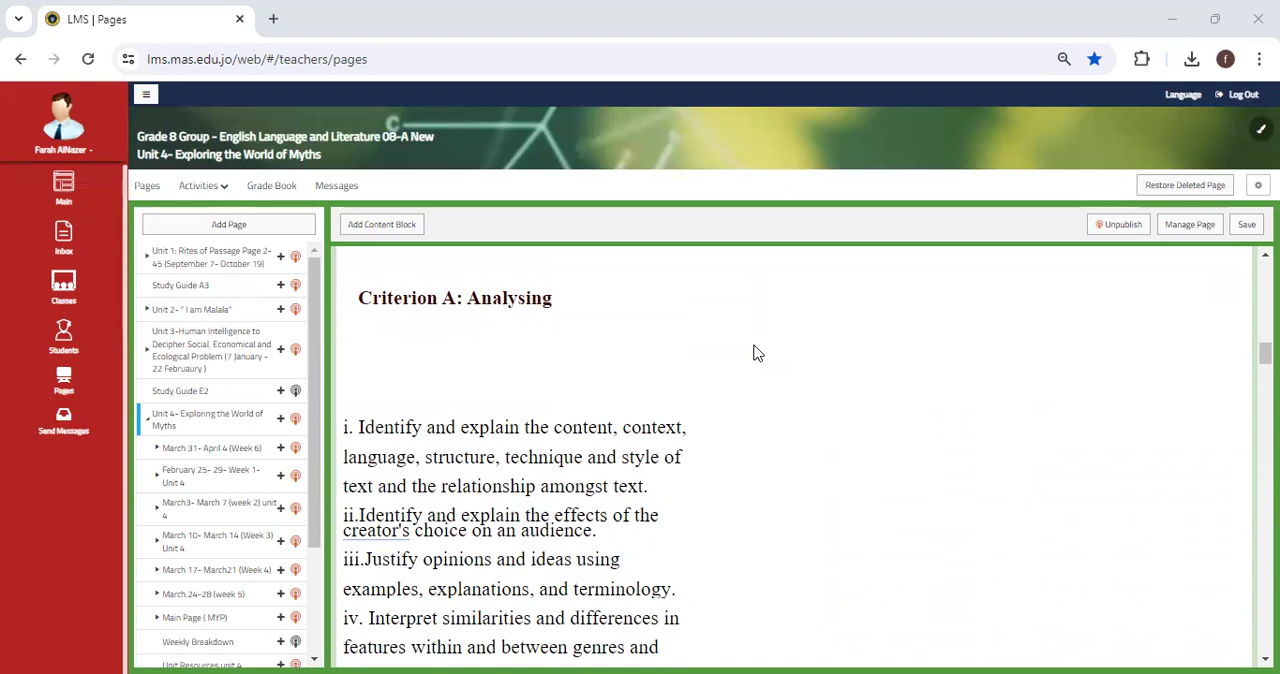 LMS | Pages
lms.mas.edu.jo/web/#/teachers/pages
f
Language
Log Out
Farah AlNazer
Grade 8 Group - English Language and Literature 08-A New
Unit 4- Exploring the World of Myths
Pages
Activities
Grade Book
Messages
Restore Deleted Page
Main
Inbox
Classes
Students
Pages
Send Messages
Add Page
Unit 1: Rites of Passage Page 2-
45 (September 7- October 19)
Study Guide A3
Unit 2- " I am Malala"
Unit 3-Human Intelligence to
Decipher Social, Economical and
Ecological Problem (7 January -
22 Februaury )
Study Guide E2
Unit 4- Exploring the World of
Myths
March 31- April 4 (Week 6)
February 25- 29- Week 1-
Unit 4
March3- March 7 (week 2) unit
4
March 10- March 14 (Week 3)
Unit 4
March 17- March21 (Week 4)
March 24-28 (week 5)
Main Page ( MYP)
Weekly Breakdown
Unit Resources unit 4
Add Content Block
Unpublish
Manage Page
Save
Criterion A: Analysing
i. Identify and explain the content, context,
language, structure, technique and style of
text and the relationship amongst text.
ii.Identify and explain the effects of the
creator's choice on an audience.
iii.Justify opinions and ideas using
examples, explanations, and terminology.
iv. Interpret similarities and differences in
features within and between genres and